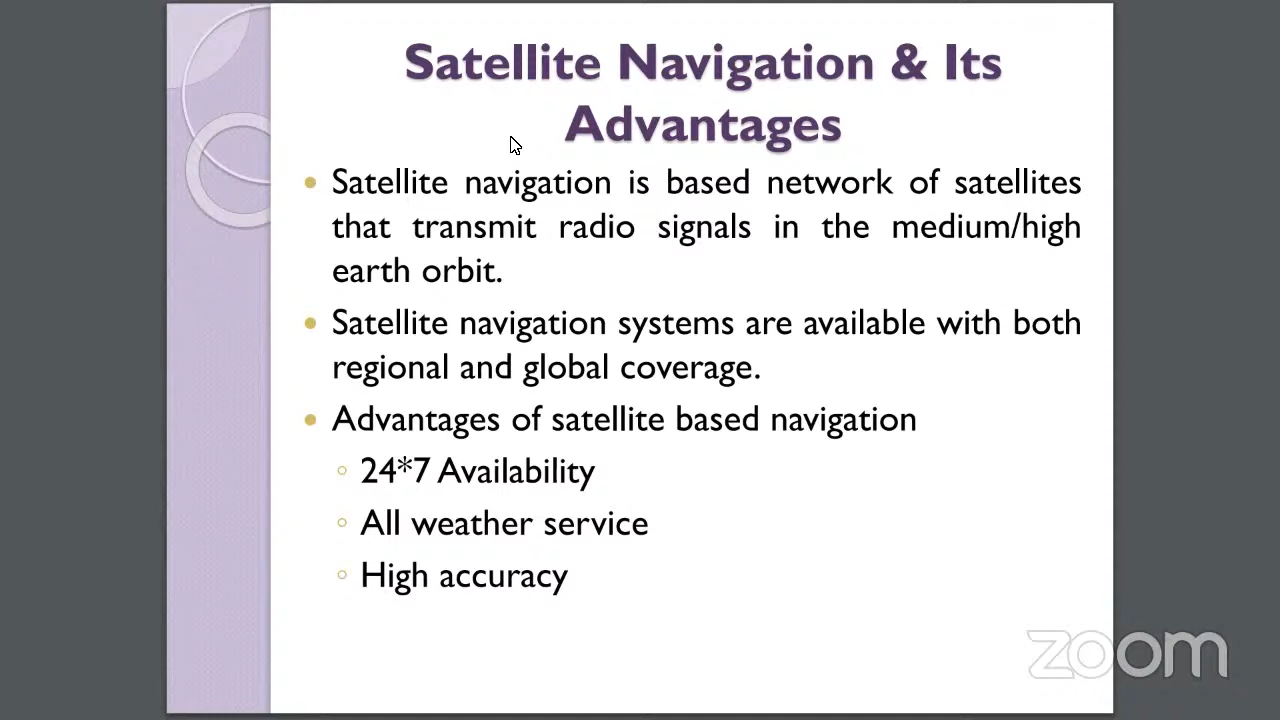 Satellite Navigation & Its
Advantages
• Satellite navigation is based network of satellites
that transmit radio signals in the medium/high
earth orbit.
• Satellite navigation systems are available with both
regional and global coverage.
• Advantages of satellite based navigation
◦ 24*7 Availability
◦ All weather service
◦ High accuracy
zoom